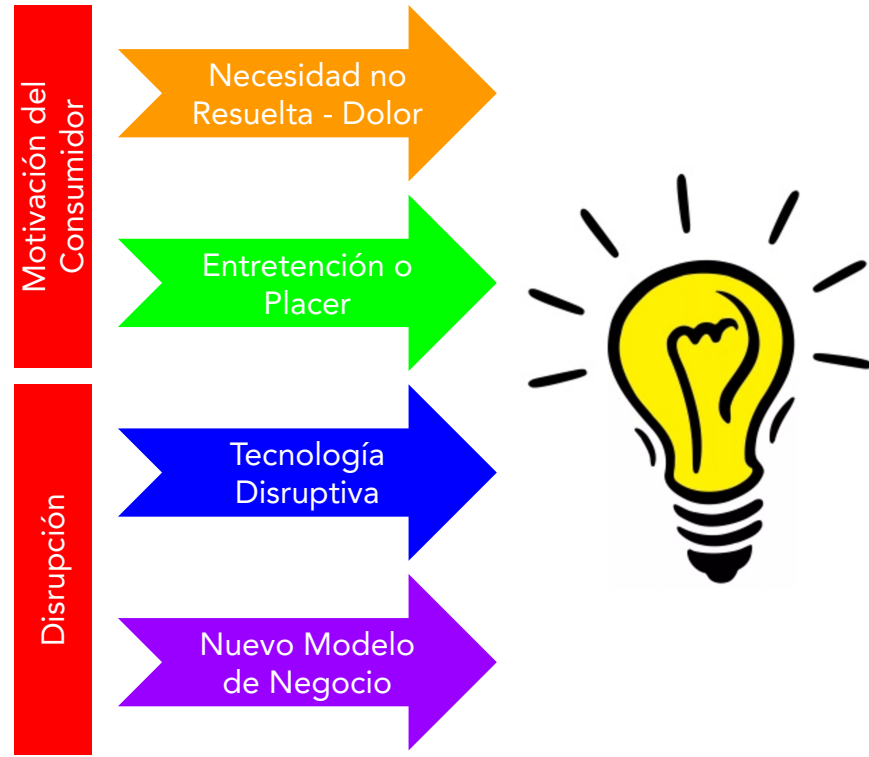 Motivación del
Consumidor
Necesidad no
Resuelta - Dolor
Entretención o
Placer
Disrupción
Tecnología
Disruptiva
Nuevo Modelo
de Negocio